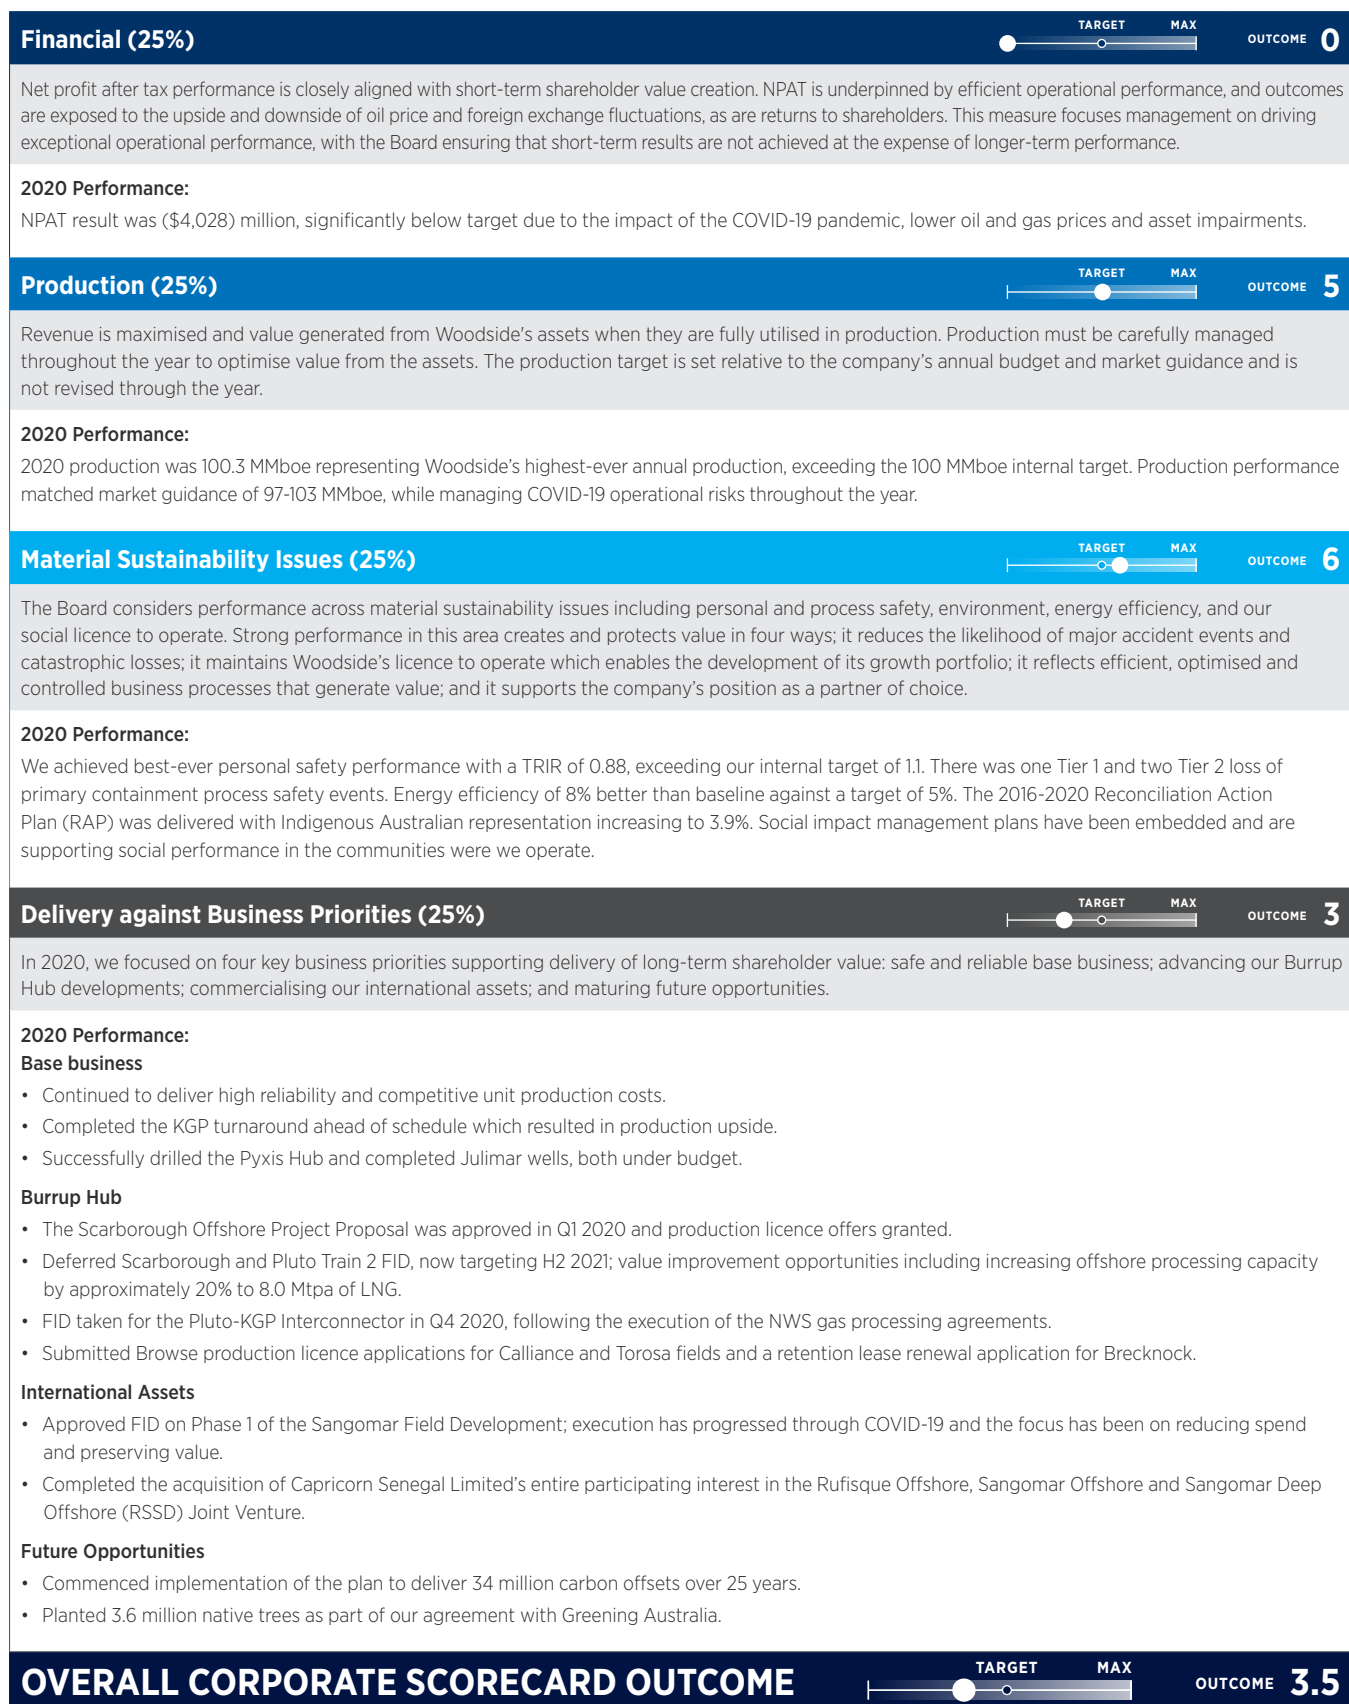 Financial (25%)
TARGET MAX
OUTCOME 0
Net profit after tax performance is closely aligned with short-term shareholder value creation. NPAT is underpinned by efficient operational performance, and outcomes
are exposed to the upside and downside of oil price and foreign exchange fluctuations, as are returns to shareholders. This measure focuses management on driving
exceptional operational performance, with the Board ensuring that short-term results are not achieved at the expense of longer-term performance.
2020 Performance:
NPAT result was ($4,028) million, significantly below target due to the impact of the COVID-19 pandemic, lower oil and gas prices and asset impairments.
Production (25%)
TARGET MAX
OUTCOME 5
Revenue is maximised and value generated from Woodside's assets when they are fully utilised in production. Production must be carefully managed
throughout the year to optimise value from the assets. The production target is set relative to the company's annual budget and market guidance and is
not revised through the year.
2020 Performance:
2020 production was 100.3 MMboe representing Woodside's highest-ever annual production, exceeding the 100 MMboe internal target. Production performance
matched market guidance of 97-103 MMboe, while managing COVID-19 operational risks throughout the year.
Material Sustainability Issues (25%)
TARGET MAX
OUTCOME 6
The Board considers performance across material sustainability issues including personal and process safety, environment, energy efficiency, and our
social licence to operate. Strong performance in this area creates and protects value in four ways; it reduces the likelihood of major accident events and
catastrophic losses; it maintains Woodside's licence to operate which enables the development of its growth portfolio; it reflects efficient, optimised and
controlled business processes that generate value; and it supports the company's position as a partner of choice.
2020 Performance:
We achieved best-ever personal safety performance with a TRIR of 0.88, exceeding our internal target of 1.1. There was one Tier 1 and two Tier 2 loss of
primary containment process safety events. Energy efficiency of 8% better than baseline against a target of 5%. The 2016-2020 Reconciliation Action
Plan (RAP) was delivered with Indigenous Australian representation increasing to 3.9%. Social impact management plans have been embedded and are
supporting social performance in the communities were we operate.
Delivery against Business Priorities (25%)
TARGET MAX
OUTCOME 3
In 2020, we focused on four key business priorities supporting delivery of long-term shareholder value: safe and reliable base business; advancing our Burrup
Hub developments; commercialising our international assets; and maturing future opportunities.
2020 Performance:
Base business
• Continued to deliver high reliability and competitive unit production costs.
• Completed the KGP turnaround ahead of schedule which resulted in production upside.
• Successfully drilled the Pyxis Hub and completed Julimar wells, both under budget.
Burrup Hub
• The Scarborough Offshore Project Proposal was approved in Q1 2020 and production licence offers granted.
• Deferred Scarborough and Pluto Train 2 FID, now targeting H2 2021; value improvement opportunities including increasing offshore processing capacity
by approximately 20% to 8.0 Mtpa of LNG.
• FID taken for the Pluto-KGP Interconnector in Q4 2020, following the execution of the NWS gas processing agreements.
• Submitted Browse production licence applications for Calliance and Torosa fields and a retention lease renewal application for Brecknock.
International Assets
• Approved FID on Phase 1 of the Sangomar Field Development; execution has progressed through COVID-19 and the focus has been on reducing spend
and preserving value.
• Completed the acquisition of Capricorn Senegal Limited's entire participating interest in the Rufisque Offshore, Sangomar Offshore and Sangomar Deep
Offshore (RSSD) Joint Venture.
Future Opportunities
• Commenced implementation of the plan to deliver 34 million carbon offsets over 25 years.
• Planted 3.6 million native trees as part of our agreement with Greening Australia.
OVERALL CORPORATE SCORECARD OUTCOME
TARGET MAX
OUTCOME 3.5